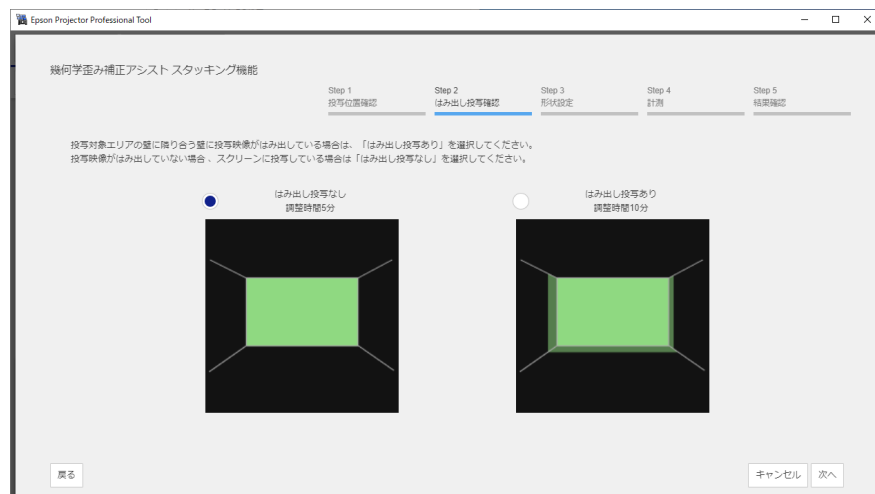 Epson Projector Professional Tool
幾何学歪み補正アシスト スタッキング機能
Step 1
投写位置確認
Step 2
はみ出し投写確認
Step 3
形状設定
Step 4
計測
Step 5
結果確認
投写対象エリアの壁に隣り合う壁に投写映像がはみ出している場合は、「はみ出し投写あり」を選択してください。
投写映像がはみ出していない場合 、スクリーンに投写している場合は「はみ出し投写なし」を選択してください。
はみ出し投写なし
調整時間5分
はみ出し投写あり
調整時間10分
戻る
キャンセル
次へ